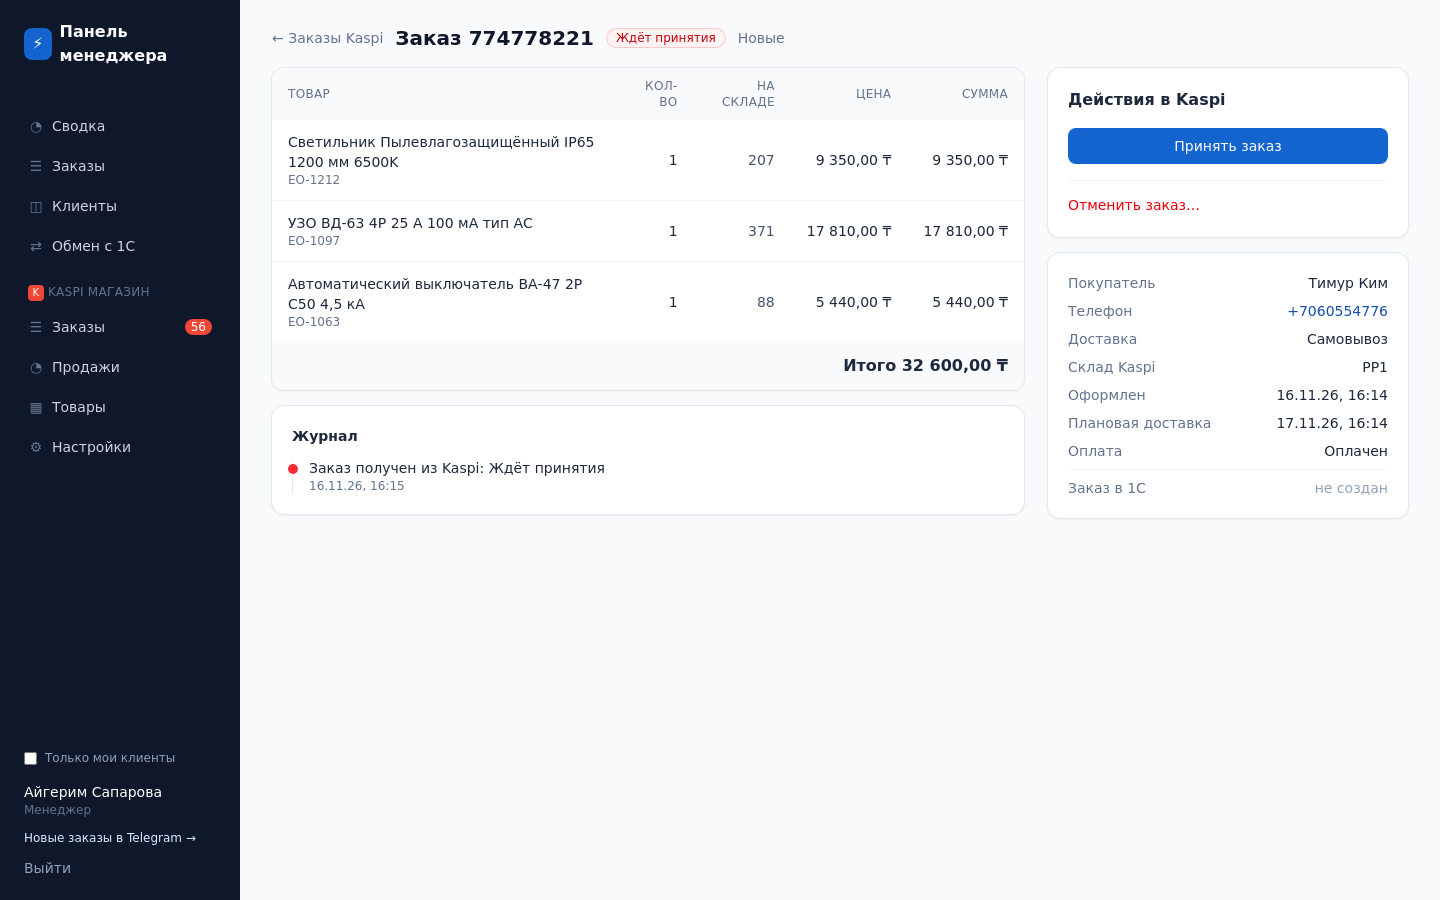 ⚡ Панель
менеджера
Сводка
Заказы
Клиенты
Обмен с 1С
K KASPI МАГАЗИН
Заказы 56
Продажи
Товары
Настройки
Только мои клиенты
Айгерим Сапарова
Менеджер
Новые заказы в Telegram →
Выйти
← Заказы Kaspi Заказ 774778221 Ждёт принятия Новые
ТОВАР КОЛ-ВО НА СКЛАДЕ ЦЕНА СУММА
Светильник Пылевлагозащищённый IP65
1200 мм 6500K 1 207 9 350,00 ₸ 9 350,00 ₸
EO-1212
УЗО ВД-63 4P 25 А 100 мА тип AC 1 371 17 810,00 ₸ 17 810,00 ₸
EO-1097
Автоматический выключатель ВА-47 2P
C50 4,5 кА 1 88 5 440,00 ₸ 5 440,00 ₸
EO-1063
Итого 32 600,00 ₸
Журнал
Заказ получен из Kaspi: Ждёт принятия
16.11.26, 16:15
Действия в Kaspi
Принять заказ
Отменить заказ…
Покупатель Тимур Ким
Телефон +7060554776
Доставка Самовывоз
Склад Kaspi PP1
Оформлен 16.11.26, 16:14
Плановая доставка 17.11.26, 16:14
Оплата Оплачен
Заказ в 1С не создан